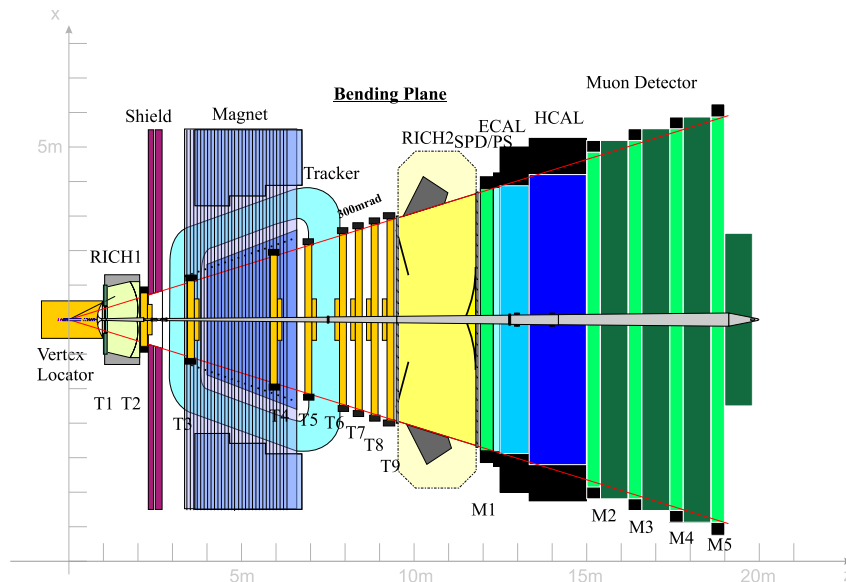 x
Bending Plane
Muon Detector
Shield
Magnet
ECAL
HCAL
RICH2
SPD/PS
5m
Tracker
300mrad
RICH1
Vertex
Locator
T1
T2
T3
T4
T5
T6
T7
T8
T9
M1
M2
M3
M4
M5
5m
10m
15m
20m